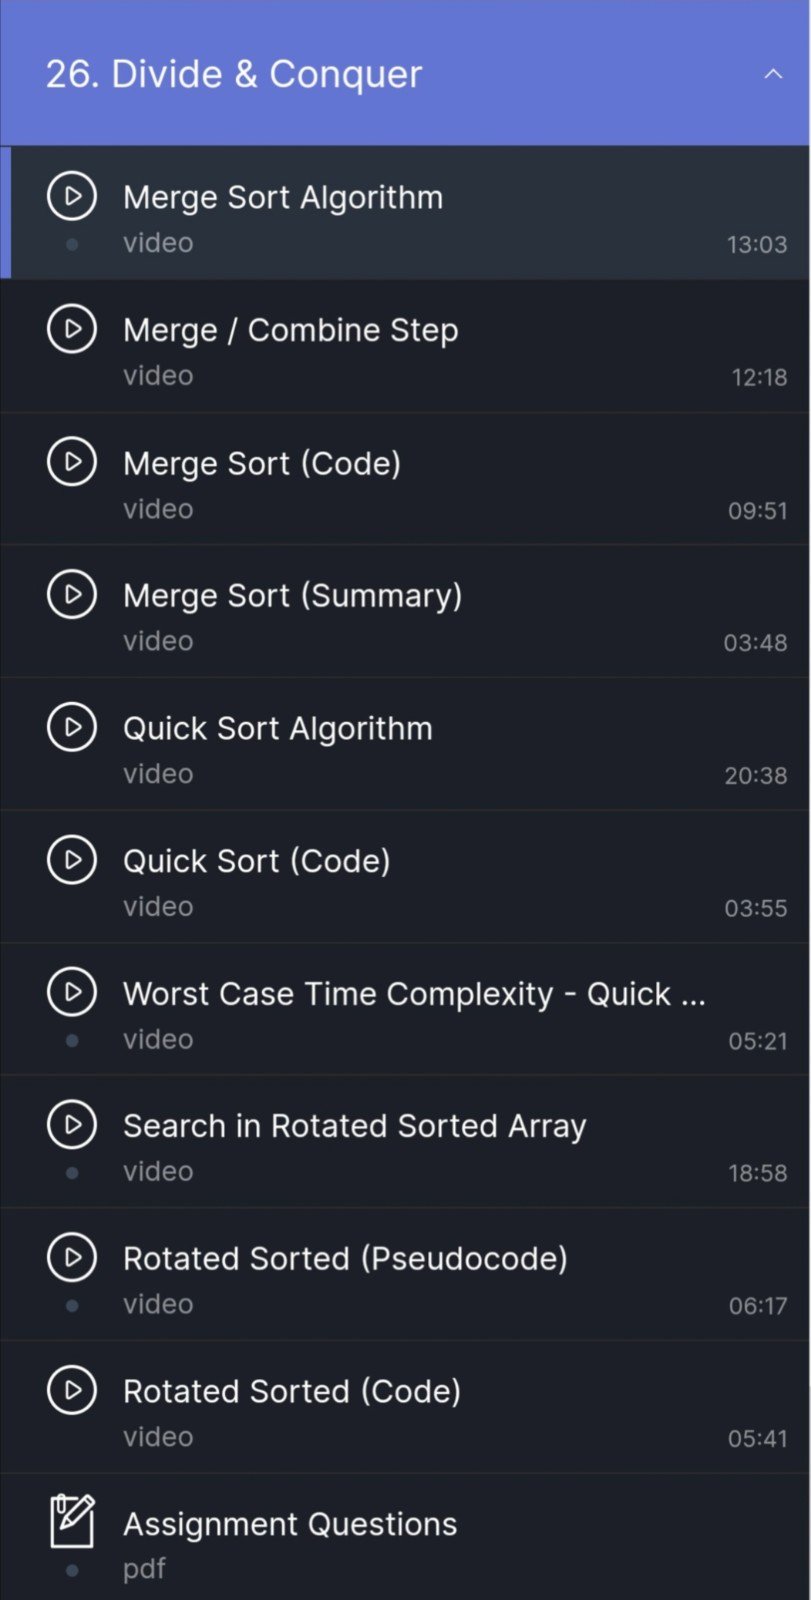 26. Divide & Conquer
Merge Sort Algorithm
video 13:03
Merge / Combine Step
video 12:18
Merge Sort (Code)
video 09:51
Merge Sort (Summary)
video 03:48
Quick Sort Algorithm
video 20:38
Quick Sort (Code)
video 03:55
Worst Case Time Complexity - Quick ...
video 05:21
Search in Rotated Sorted Array
video 18:58
Rotated Sorted (Pseudocode)
video 06:17
Rotated Sorted (Code)
video 05:41
Assignment Questions
pdf